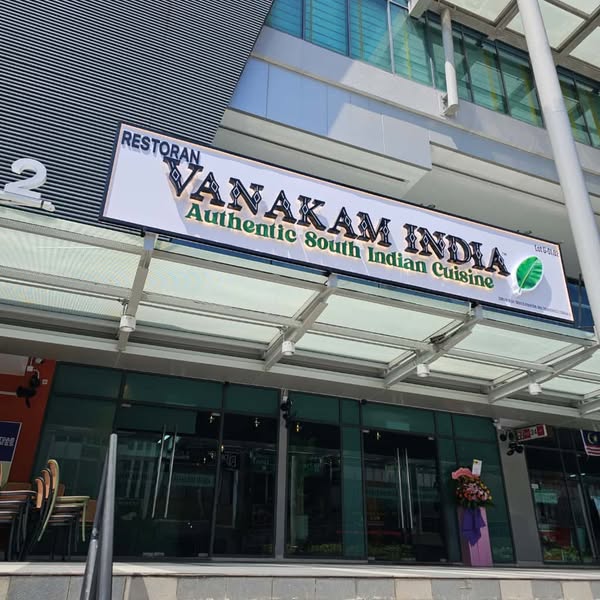 RESTORAN
VANAKAM INDIA
Authentic South Indian Cuisine
2